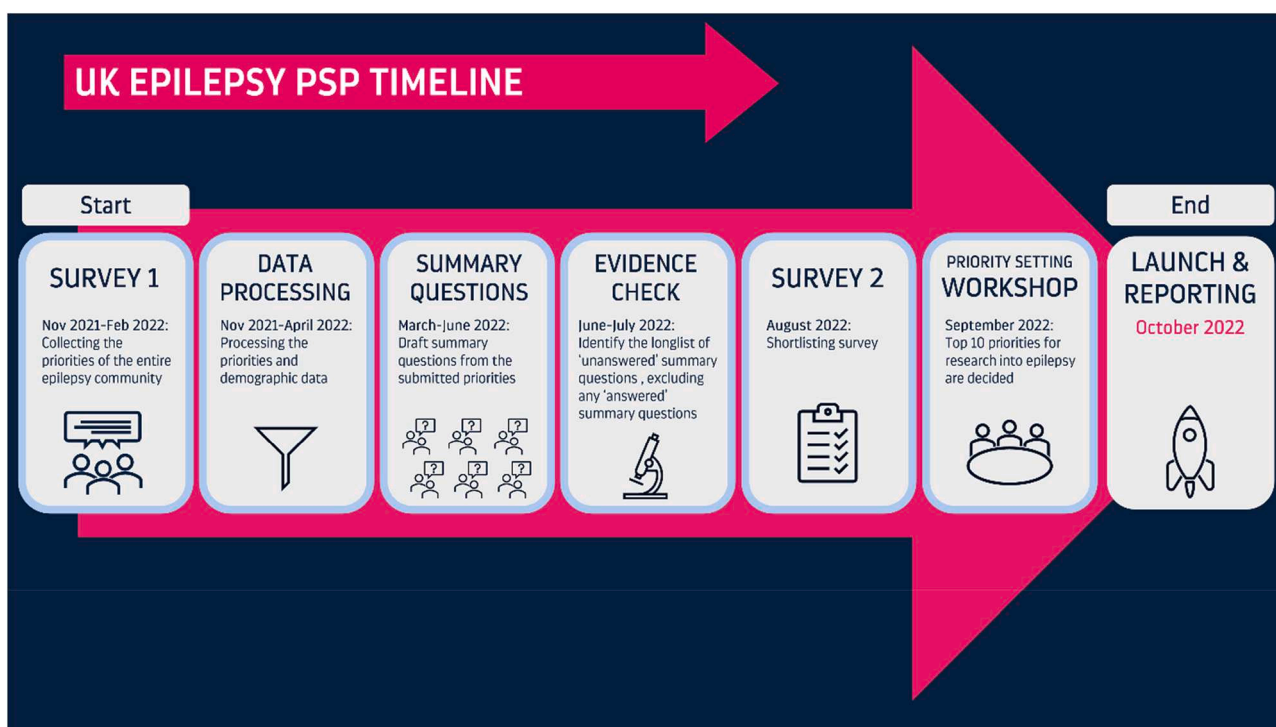 UK EPILEPSY PSP TIMELINE
Start
End
SURVEY 1
Nov 2021-Feb 2022:
Collecting the
priorities of the entire
epilepsy community
DATA
PROCESSING
Nov 2021-April 2022:
Processing the
priorities and
demographic data
SUMMARY
QUESTIONS
March-June 2022:
Draft summary
questions from the
submitted priorities
? ? ?
? ? ?
EVIDENCE
CHECK
June-July 2022:
Identify the longlist of
‘unanswered’ summary
questions , excluding
any ‘answered’
summary questions
SURVEY 2
August 2022:
Shortlisting survey
PRIORITY SETTING
WORKSHOP
September 2022:
Top 10 priorities for
research into epilepsy
are decided
LAUNCH &
REPORTING
October 2022